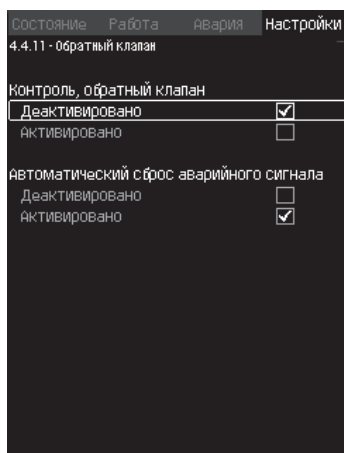 Состояние Работа Авария Настройки
4.4.11 - Обратный клапан
Контроль, обратный клапан
Деактивировано
Активировано
Автоматический сброс аварийного сигнала
Деактивировано
Активировано